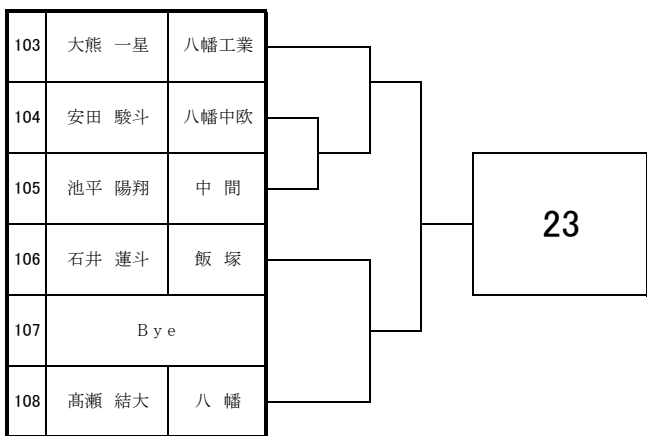 103 大熊 一星 八幡工業
104 安田 駿斗 八幡中欧
105 池平 陽翔 中 間
23
106 石井 蓮斗 飯 塚
107 Bye
108 髙瀬 結大 八 幡